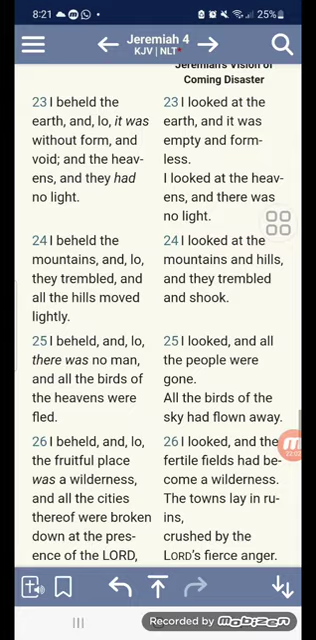 8:21
25%
Jeremiah 4
KJV | NLT*
Jeremiah's Vision of
Coming Disaster
23 I beheld the
earth, and, lo, it was
without form, and
void; and the heav-
ens, and they had
no light.
24 I beheld the
mountains, and, lo,
they trembled, and
all the hills moved
lightly.
25 I beheld, and, lo,
there was no man,
and all the birds of
the heavens were
fled.
26 I beheld, and, lo,
the fruitful place
was a wilderness,
and all the cities
thereof were broken
down at the pres-
ence of the LORD,
23 I looked at the
earth, and it was
empty and form-
less.
I looked at the heav-
ens, and there was
no light.
24 I looked at the
mountains and hills,
and they trembled
and shook.
25 I looked, and all
the people were
gone.
All the birds of the
sky had flown away.
26 I looked, and the
fertile fields had be-
come a wilderness.
The towns lay in ru-
ins,
crushed by the
LORD's fierce anger.
Recorded by mobizen